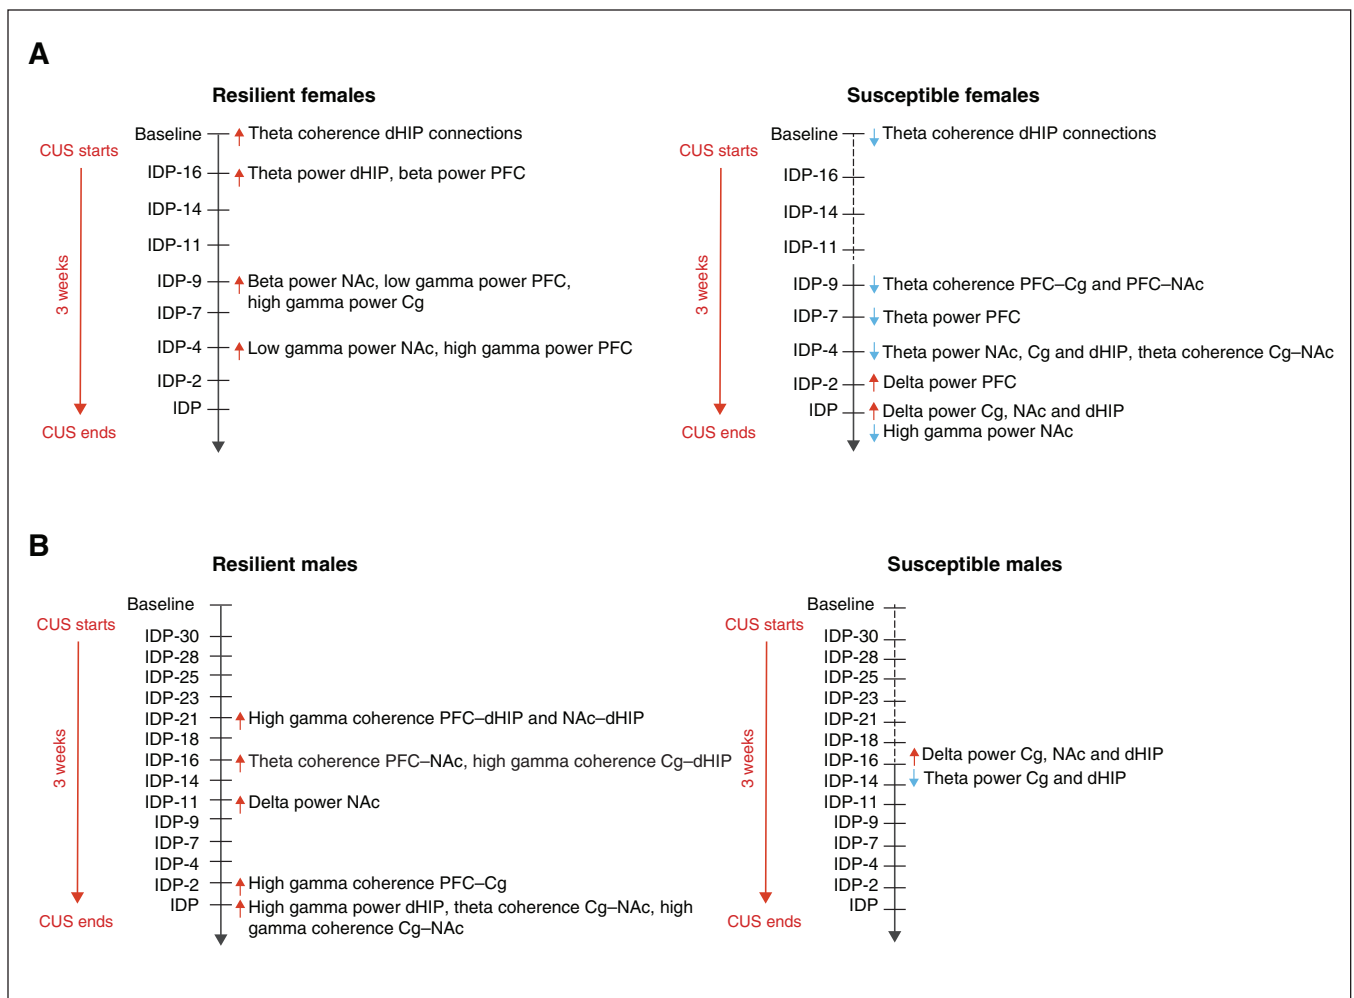 A
Resilient females
Baseline
Theta coherence dHIP connections
CUS starts
IDP-16
Theta power dHIP, beta power PFC
IDP-14
IDP-11
3 weeks
IDP-9
Beta power NAc, low gamma power PFC,
high gamma power Cg
IDP-7
IDP-4
Low gamma power NAc, high gamma power PFC
IDP-2
IDP
CUS ends
Susceptible females
Baseline
Theta coherence dHIP connections
CUS starts
IDP-16
IDP-14
IDP-11
3 weeks
IDP-9
Theta coherence PFC–Cg and PFC–NAc
IDP-7
Theta power PFC
IDP-4
Theta power NAc, Cg and dHIP, theta coherence Cg–NAc
IDP-2
Delta power PFC
IDP
Delta power Cg, NAc and dHIP
High gamma power NAc
CUS ends
B
Resilient males
Baseline
CUS starts
IDP-30
IDP-28
IDP-25
IDP-23
IDP-21
High gamma coherence PFC–dHIP and NAc–dHIP
IDP-18
3 weeks
IDP-16
Theta coherence PFC–NAc, high gamma coherence Cg–dHIP
IDP-14
IDP-11
Delta power NAc
IDP-9
IDP-7
IDP-4
IDP-2
High gamma coherence PFC–Cg
IDP
High gamma power dHIP, theta coherence Cg–NAc, high
gamma coherence Cg–NAc
CUS ends
Susceptible males
Baseline
CUS starts
IDP-30
IDP-28
IDP-25
IDP-23
IDP-21
IDP-18
3 weeks
IDP-16
Delta power Cg, NAc and dHIP
IDP-14
Theta power Cg and dHIP
IDP-11
IDP-9
IDP-7
IDP-4
IDP-2
IDP
CUS ends